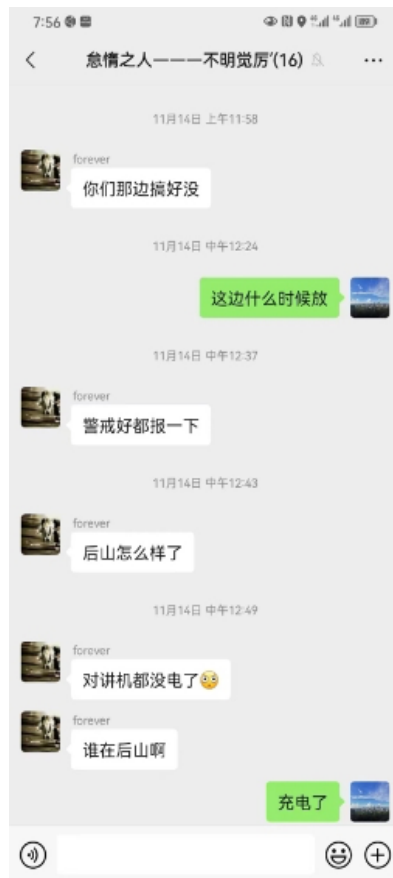 7:56
怠惰之人一一一不明觉厉'(16)
11月14日 上午11:58
forever
你们那边搞好没
11月14日 中午12:24
这边什么时候放
11月14日 中午12:37
forever
警戒好都报一下
11月14日 中午12:43
forever
后山怎么样了
11月14日 中午12:49
forever
对讲机都没电了😳
forever
谁在后山啊
充电了